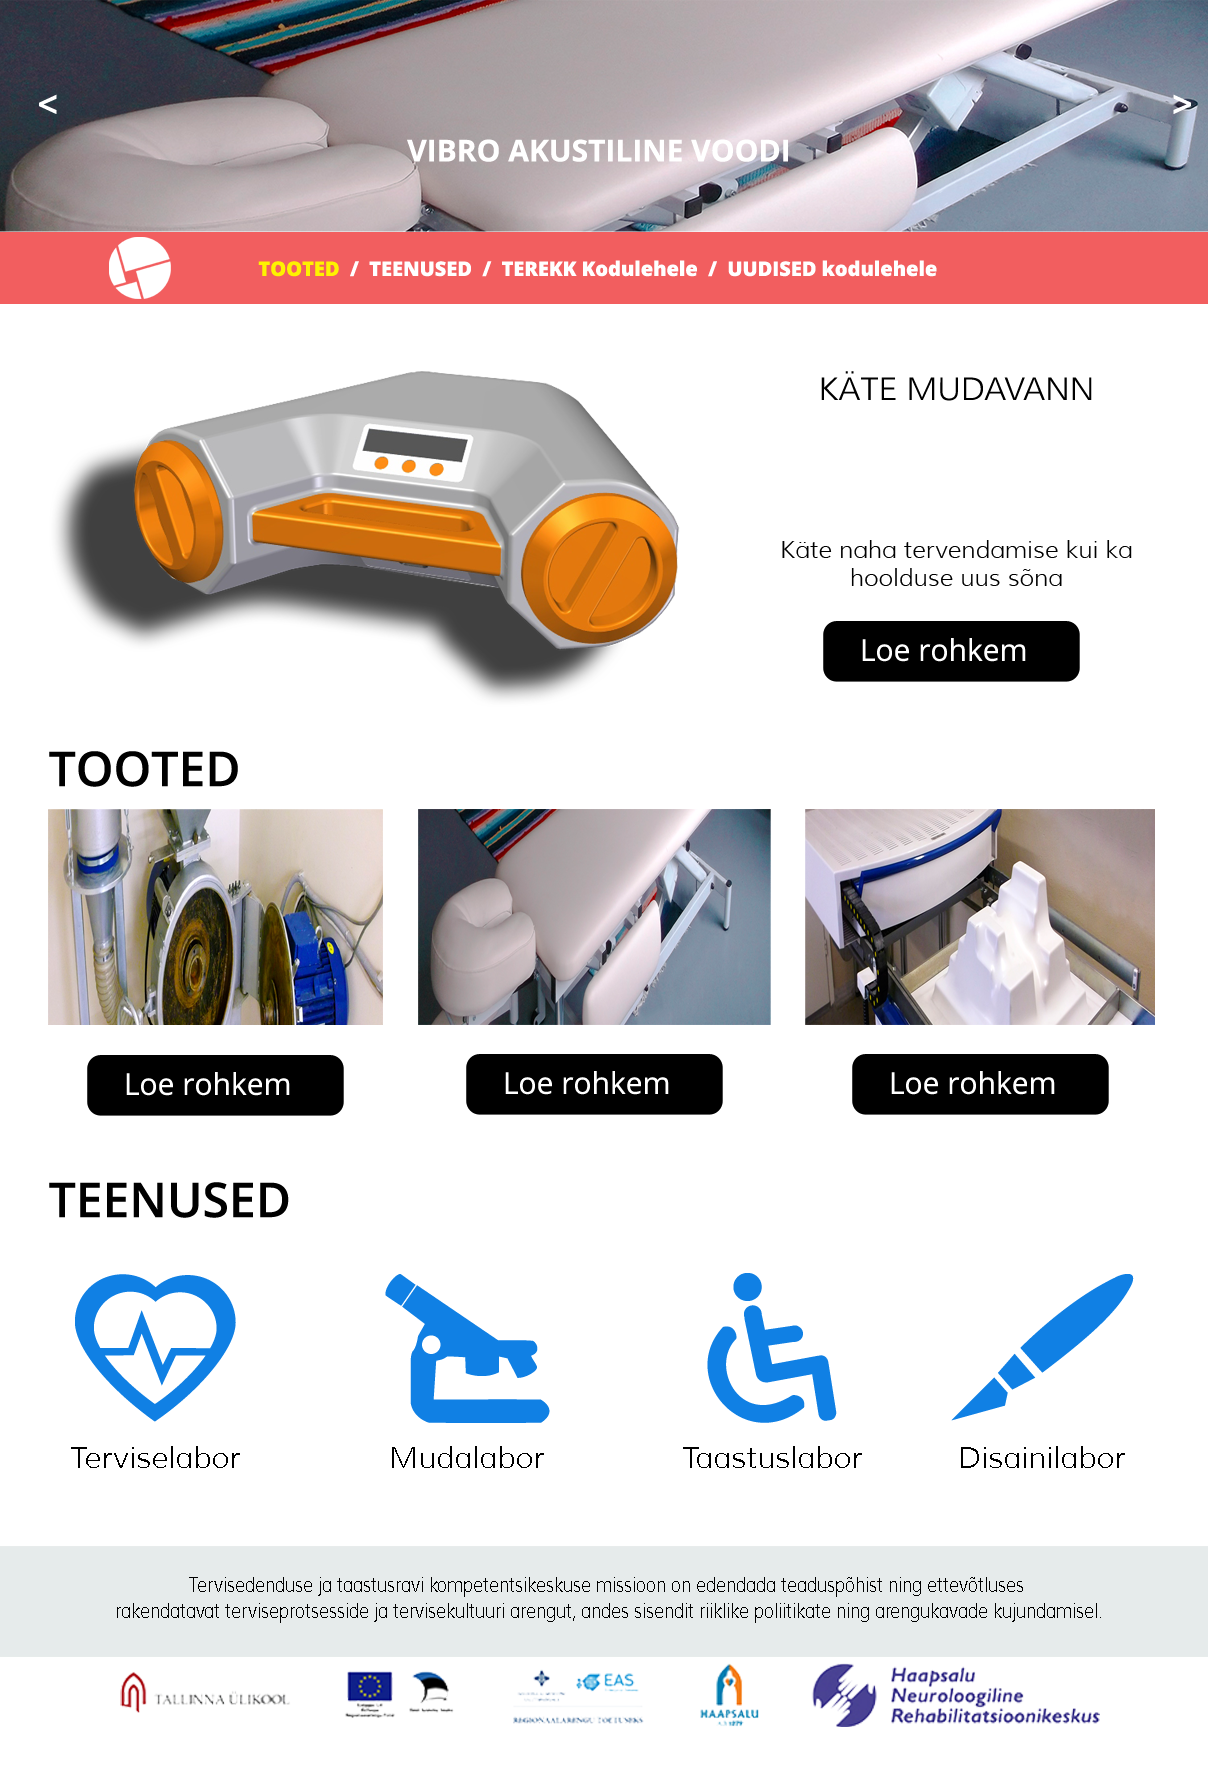 <
>
VIBRO AKUSTILINE VOODI
TOOTED / TEENUSED / TEREKK Kodulehele / UUDISED kodulehele
KÄTE MUDAVANN
Käte naha tervendamise kui ka
hoolduse uus sõna
Loe rohkem
TOOTED
Loe rohkem
Loe rohkem
Loe rohkem
TEENUSED
Terviselabor
Mudalabor
Taastuslabor
Disainilabor
Tervisedenduse ja taastusravi kompetentsikeskuse missioon on edendada teaduspõhist ning ettevõtluses
rakendatavat terviseprotsesside ja tervisekultuuri arengut, andes sisendit riiklike poliitikate ning arengukavade kujundamisel.
TALLINNA ÜLIKOOL
EAS
REGIONAALARENGU TOETUSEKS
HAAPSALU
1279
Haapsalu
Neuroloogiline
Rehabilitatsioonikeskus